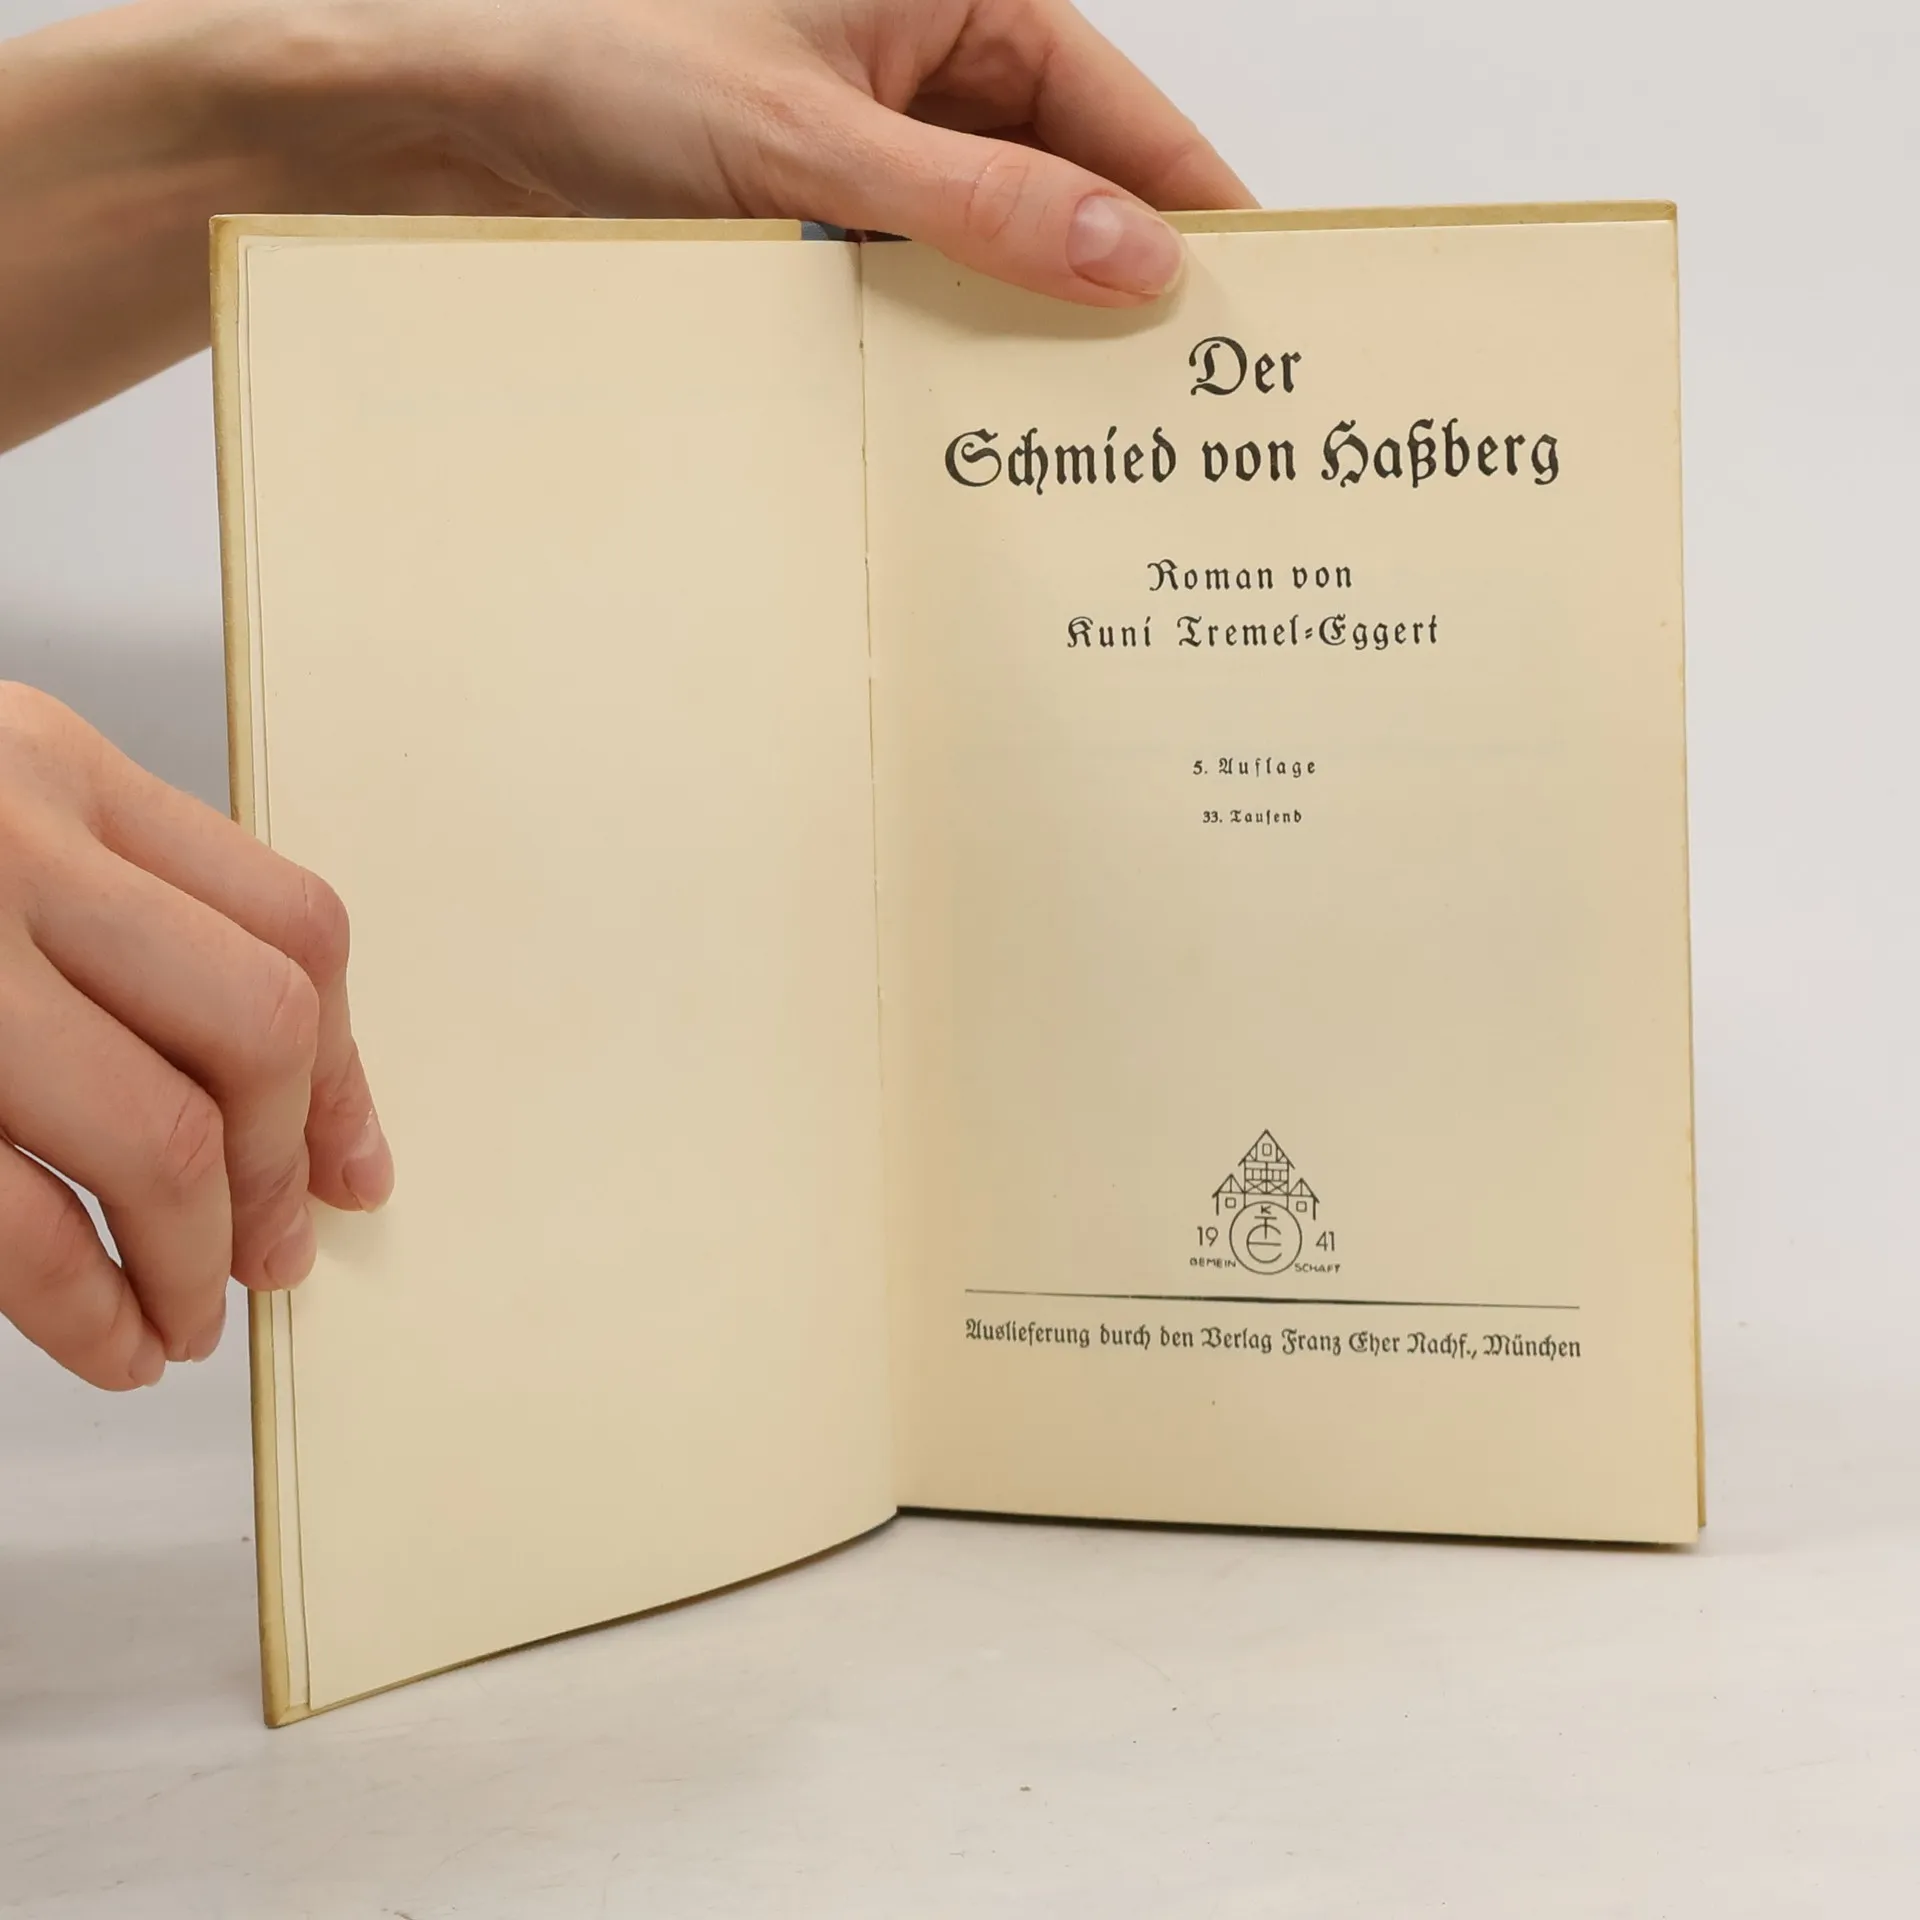 Der
Schmied von Haßberg
Roman von
Kuni Tremel-Eggert
5. Auflage
33. Tausend
K
T
E
19 41
GEMEIN SCHAFT
Auslieferung durch den Verlag Franz Eher Nachf., München